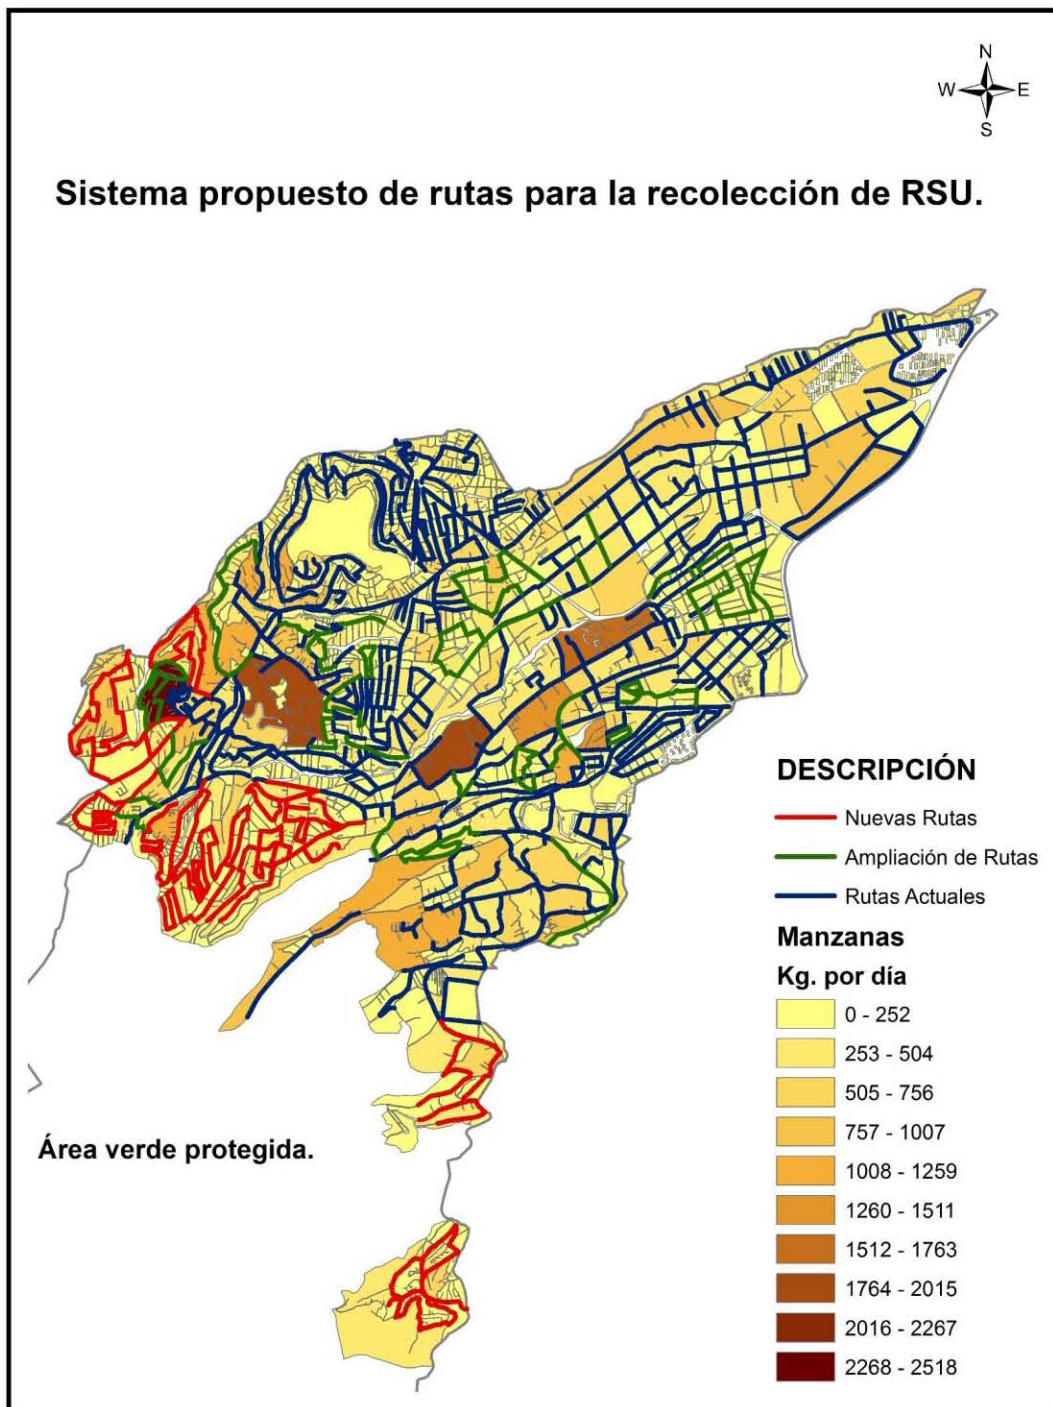 N
W E
S
Sistema propuesto de rutas para la recolección de RSU.
DESCRIPCIÓN
Nuevas Rutas
Ampliación de Rutas
Rutas Actuales
Manzanas
Kg. por día
0 - 252
253 - 504
505 - 756
757 - 1007
1008 - 1259
1260 - 1511
1512 - 1763
1764 - 2015
2016 - 2267
2268 - 2518
Área verde protegida.